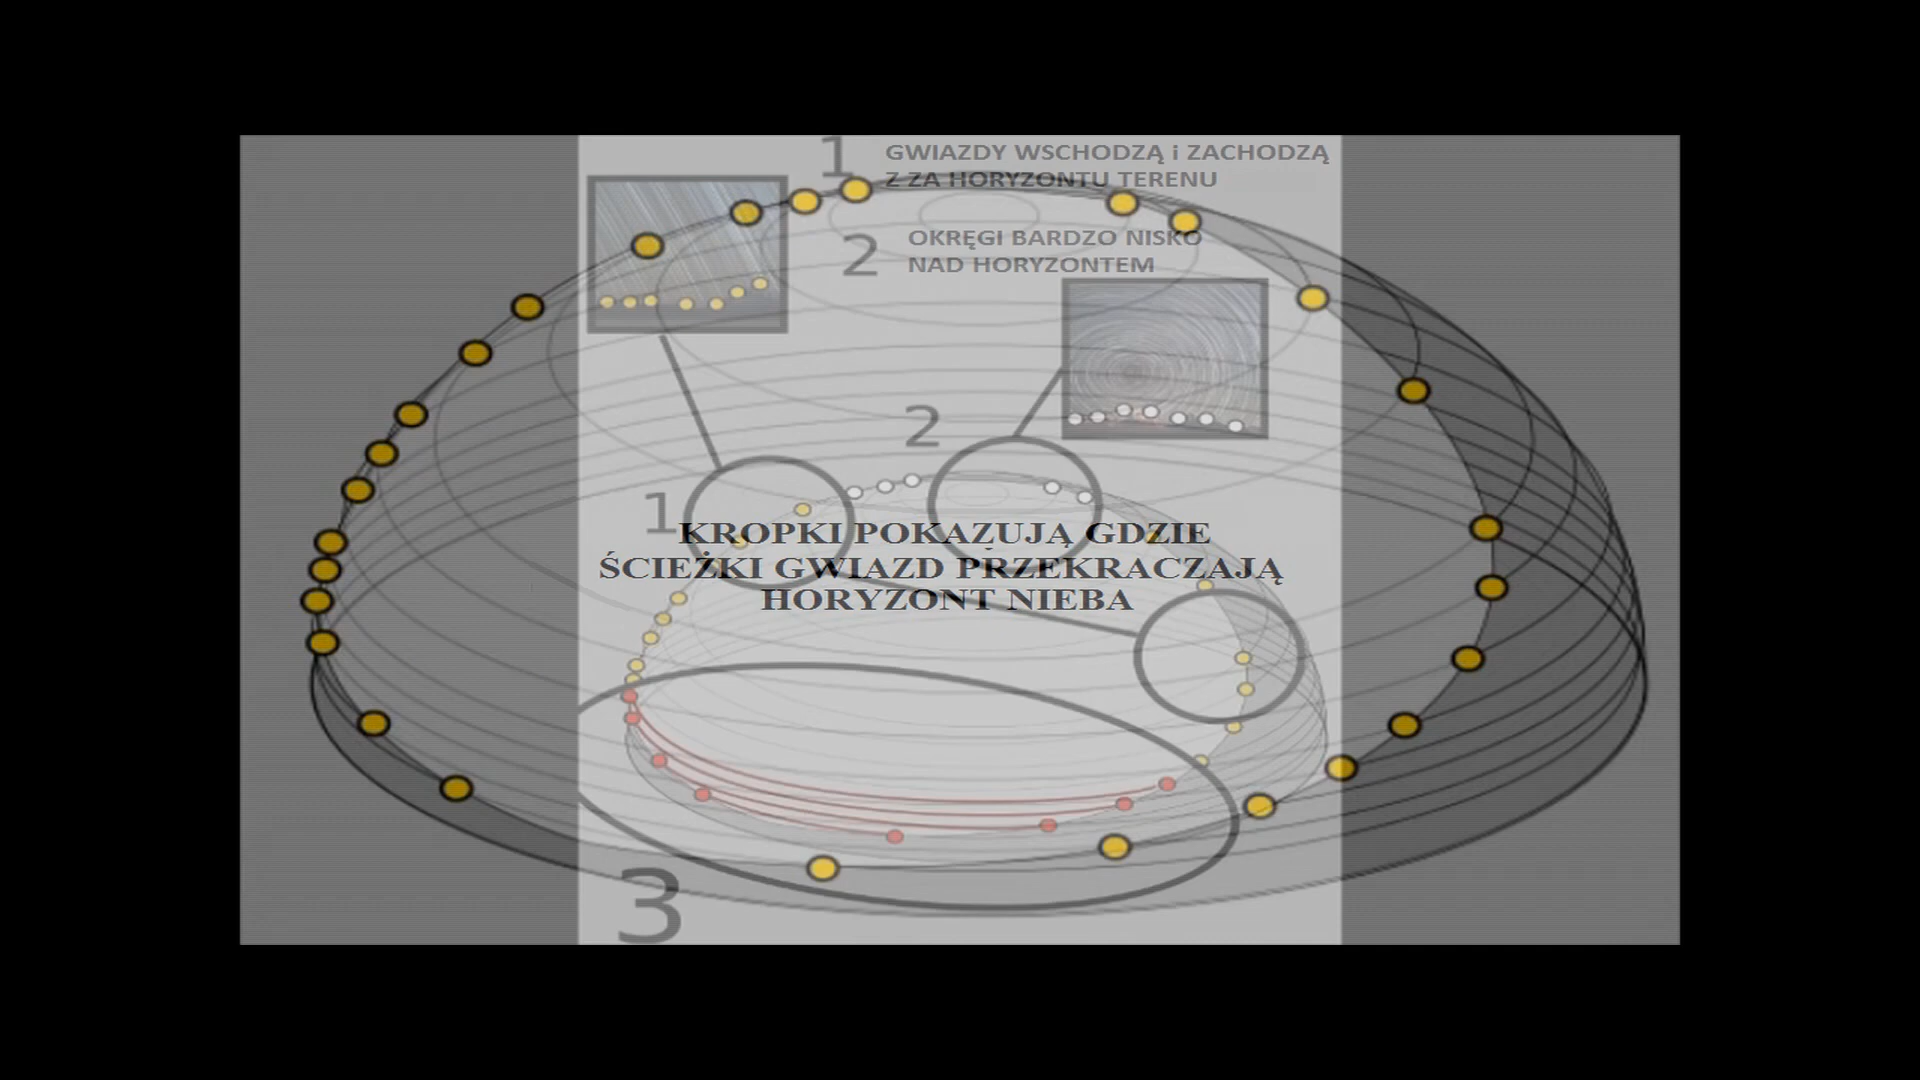 1 GWIAZDY WSCHODZĄ i ZACHODZĄ
Z ZA HORYZONTU TERENU
2 OKRĘGI BARDZO NISKO
NAD HORYZONTEM
2
1
KROPKI POKAZUJĄ GDZIE
ŚCIEŻKI GWIAZD PRZEKRACZAJĄ
HORYZONT NIEBA
3